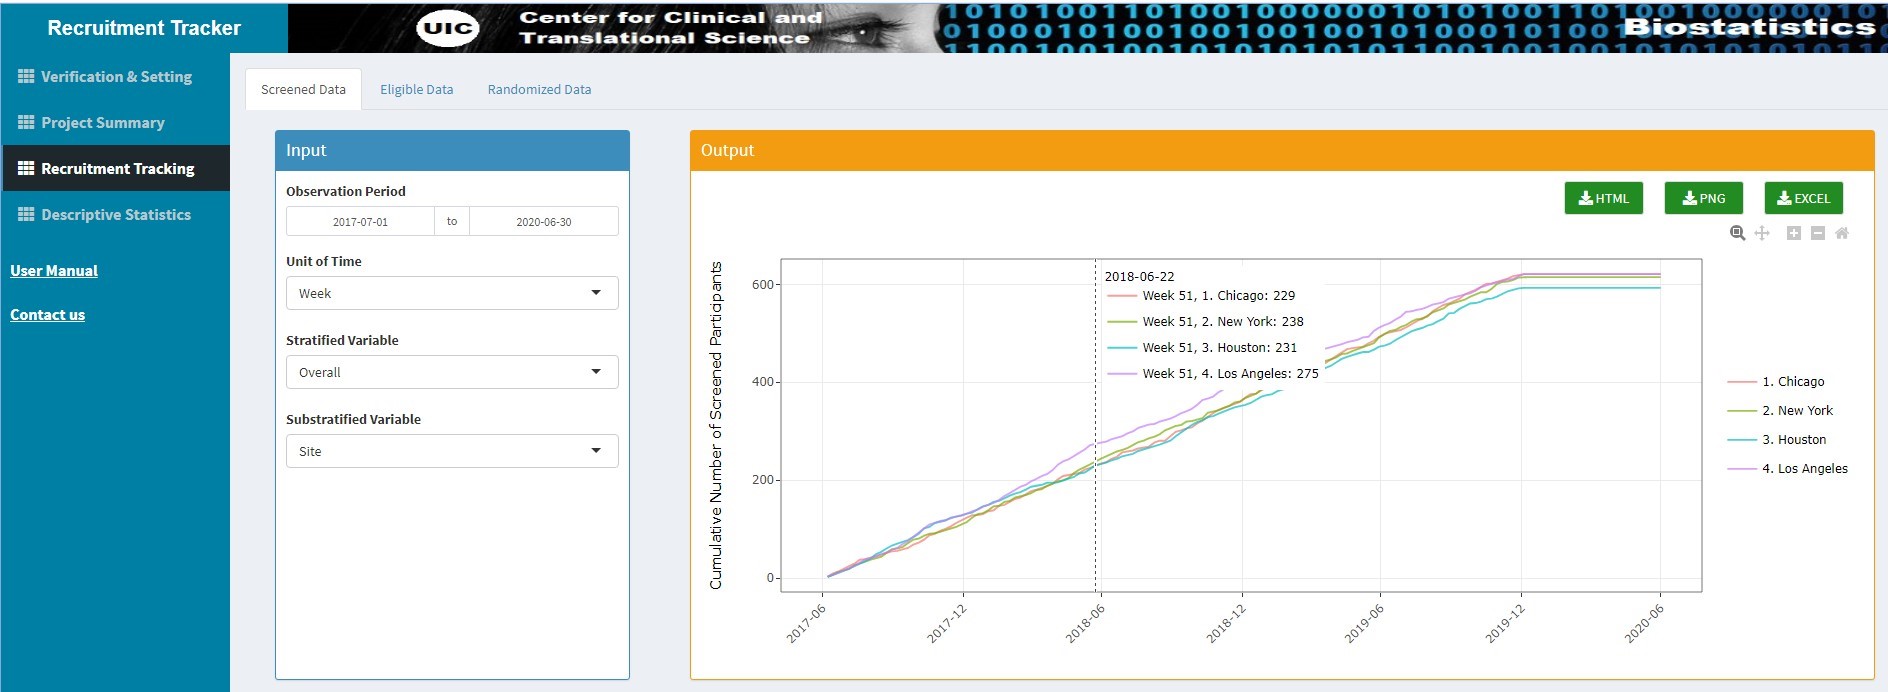 Recruitment Tracker
UIC
Center for Clinical and
Translational Science
1010100110100100000010100110100100000010
Biostatistics
Verification & Setting
Project Summary
Recruitment Tracking
Descriptive Statistics
User Manual
Contact us
Screened Data
Eligible Data
Randomized Data
Input
Observation Period
2017-07-01 to 2020-06-30
Unit of Time
Week
Stratified Variable
Overall
Substratified Variable
Site
Output
HTML
PNG
EXCEL
Cumulative Number of Screened Participants
600
400
200
0
2018-06-22
Week 51, 1. Chicago: 229
Week 51, 2. New York: 238
Week 51, 3. Houston: 231
Week 51, 4. Los Angeles: 275
1. Chicago
2. New York
3. Houston
4. Los Angeles
2017-06
2017-12
2018-06
2018-12
2019-06
2019-12
2020-06